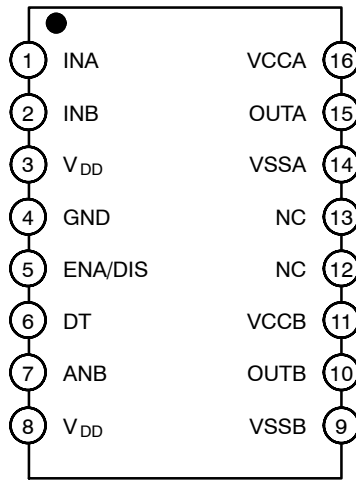 1 INA VCCA 16
2 INB OUTA 15
3 VDD VSSA 14
4 GND NC 13
5 ENA/DIS NC 12
6 DT VCCB 11
7 ANB OUTB 10
8 VDD VSSB 9